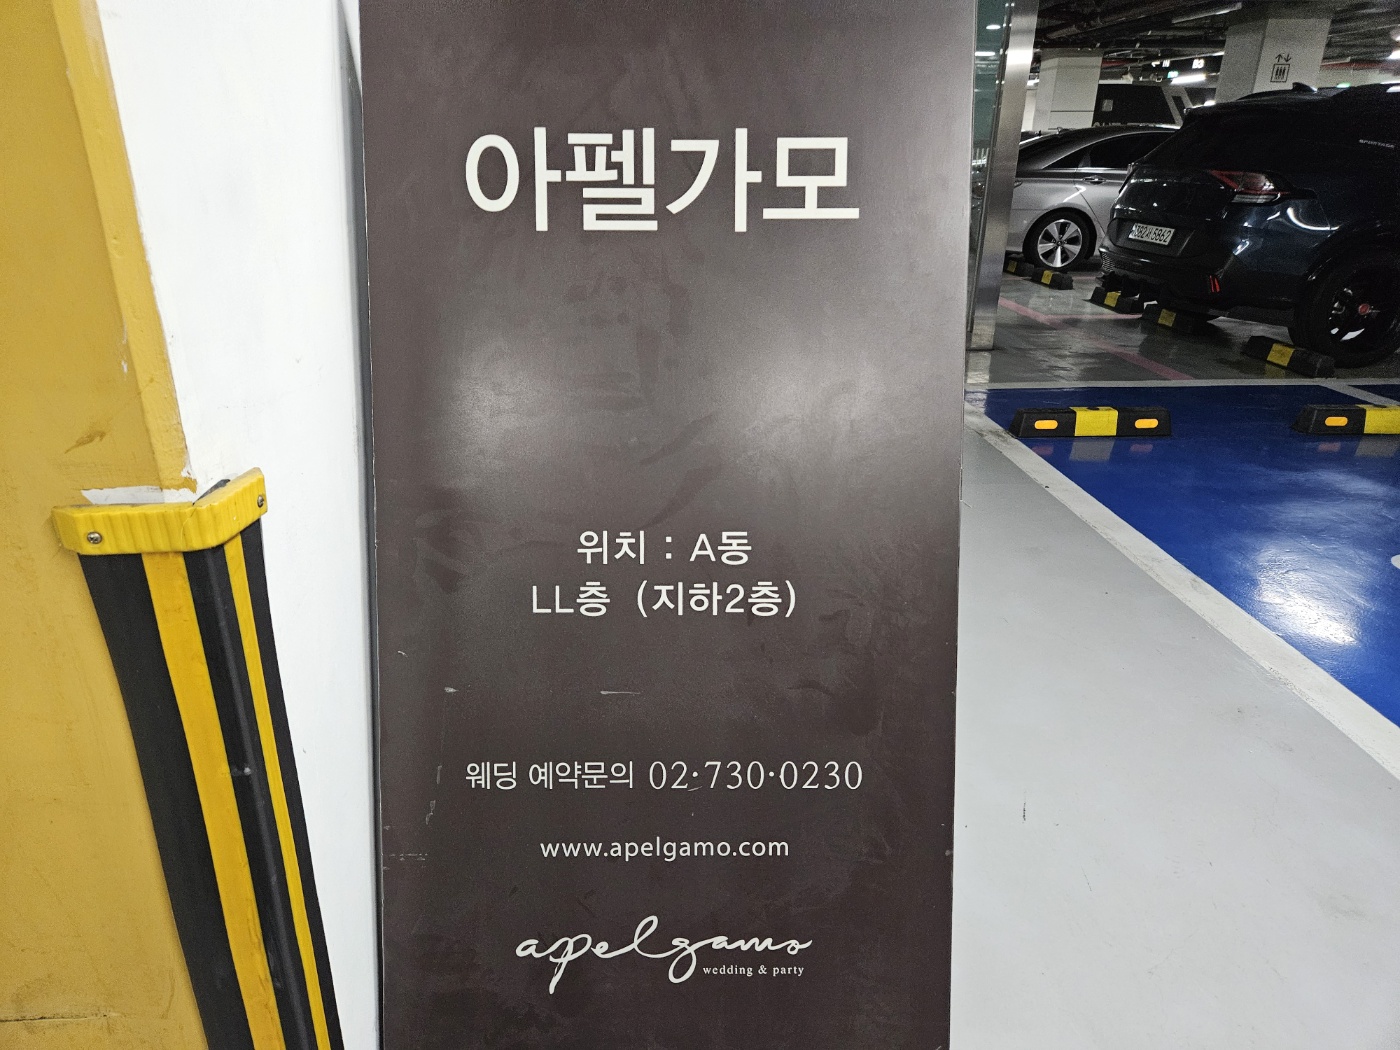 아펠가모
위치 : A동
LL층 (지하2층)
웨딩 예약문의 02·730·0230
www.apelgamo.com
apelgamo
wedding & party